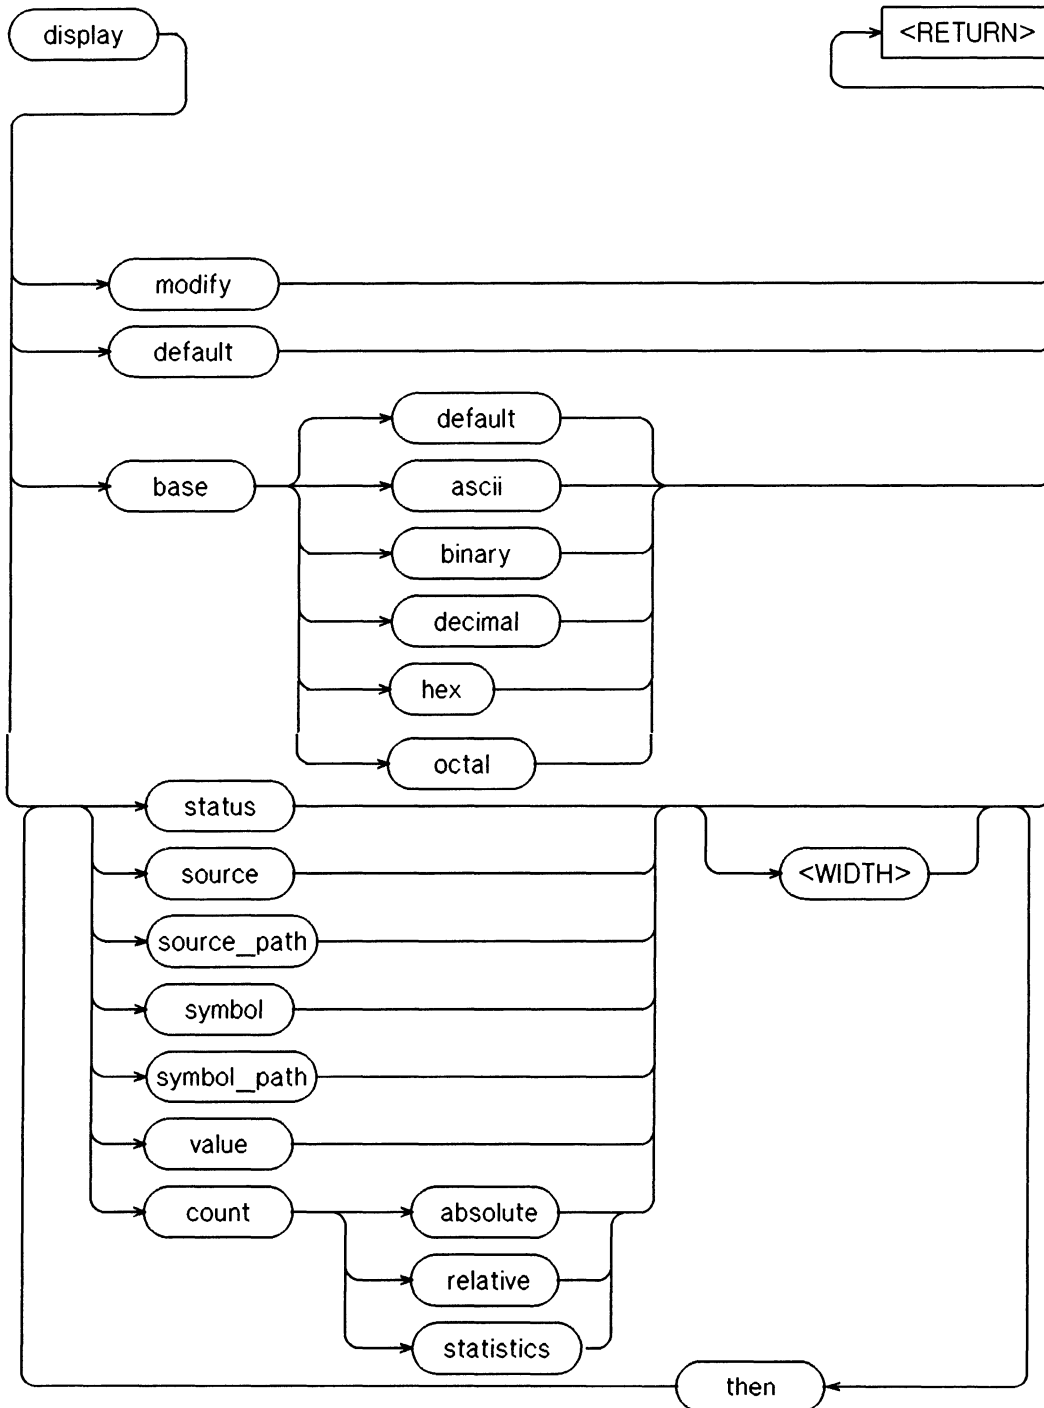 display
<RETURN>
modify
default
default
base
ascii
binary
decimal
hex
octal
status
source
<WIDTH>
source_path
symbol
symbol_path
value
count
absolute
relative
statistics
then